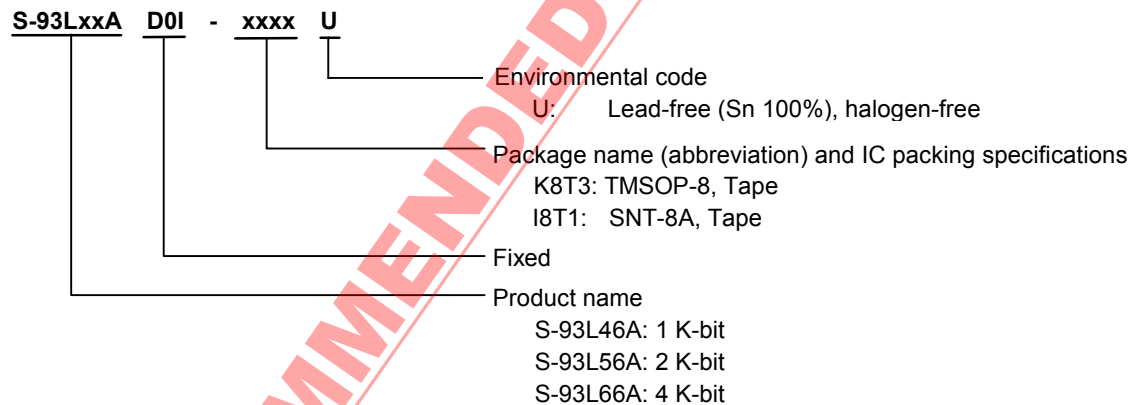 S-93LxxA D0I - xxxx U
Environmental code
U: Lead-free (Sn 100%), halogen-free
Package name (abbreviation) and IC packing specifications
K8T3: TMSOP-8, Tape
I8T1: SNT-8A, Tape
Fixed
Product name
S-93L46A: 1 K-bit
S-93L56A: 2 K-bit
S-93L66A: 4 K-bit
MMENDED